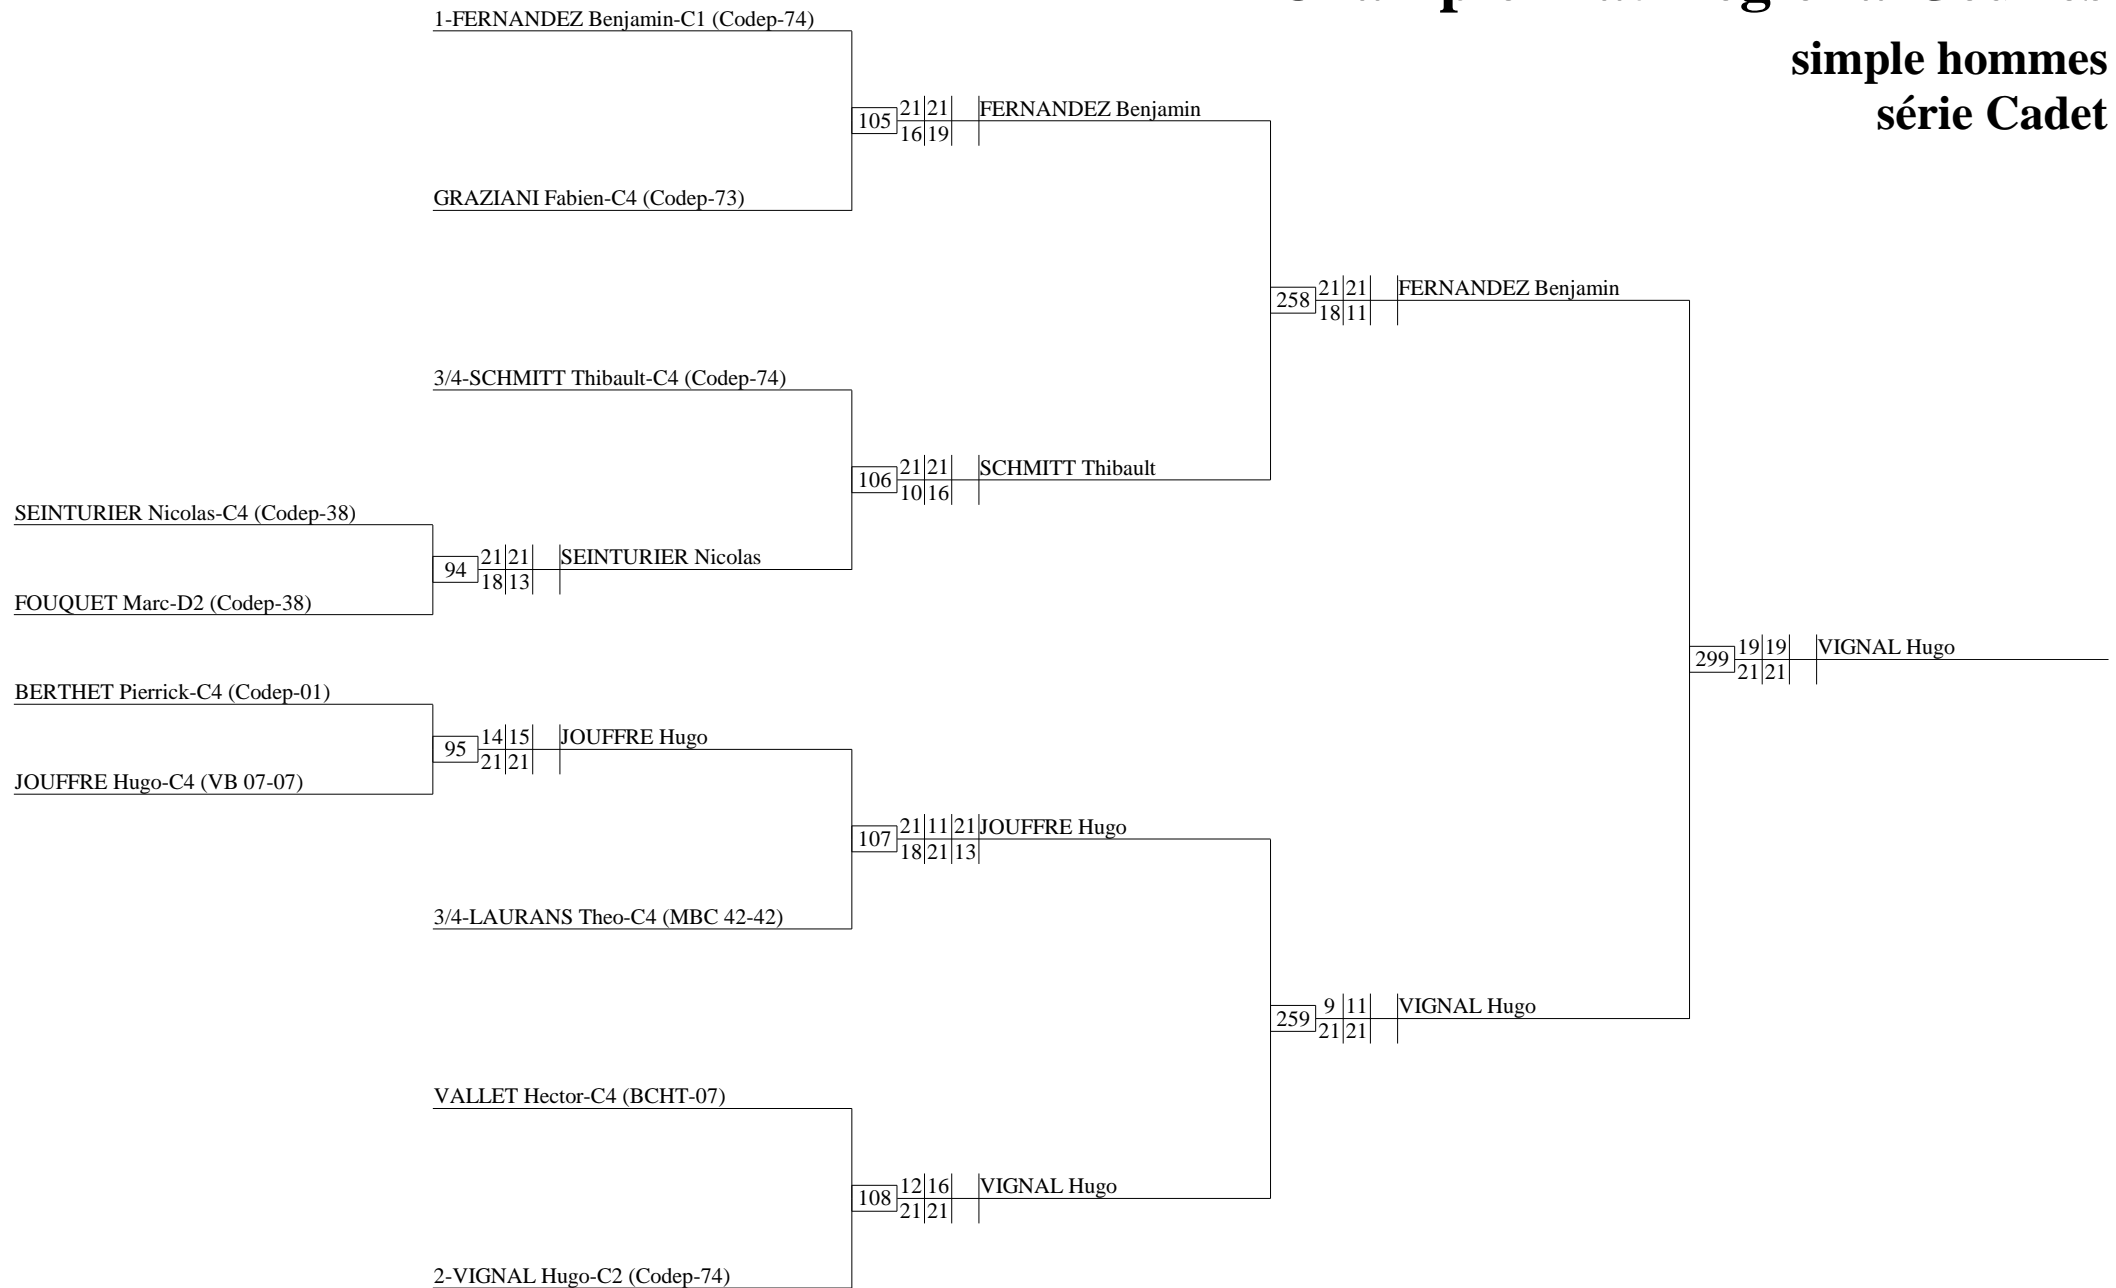 simple hommes
série Cadet
1-FERNANDEZ Benjamin-C1 (Codep-74)
105
21 21
16 19
FERNANDEZ Benjamin
GRAZIANI Fabien-C4 (Codep-73)
258
21 21
18 11
FERNANDEZ Benjamin
3/4-SCHMITT Thibault-C4 (Codep-74)
106
21 21
10 16
SCHMITT Thibault
SEINTURIER Nicolas-C4 (Codep-38)
94
21 21
18 13
SEINTURIER Nicolas
FOUQUET Marc-D2 (Codep-38)
299
19 19
21 21
VIGNAL Hugo
BERTHET Pierrick-C4 (Codep-01)
95
14 15
21 21
JOUFFRE Hugo
JOUFFRE Hugo-C4 (VB 07-07)
107
21 11 21
18 21 13
JOUFFRE Hugo
3/4-LAURANS Theo-C4 (MBC 42-42)
259
9 11
21 21
VIGNAL Hugo
VALLET Hector-C4 (BCHT-07)
108
12 16
21 21
VIGNAL Hugo
2-VIGNAL Hugo-C2 (Codep-74)